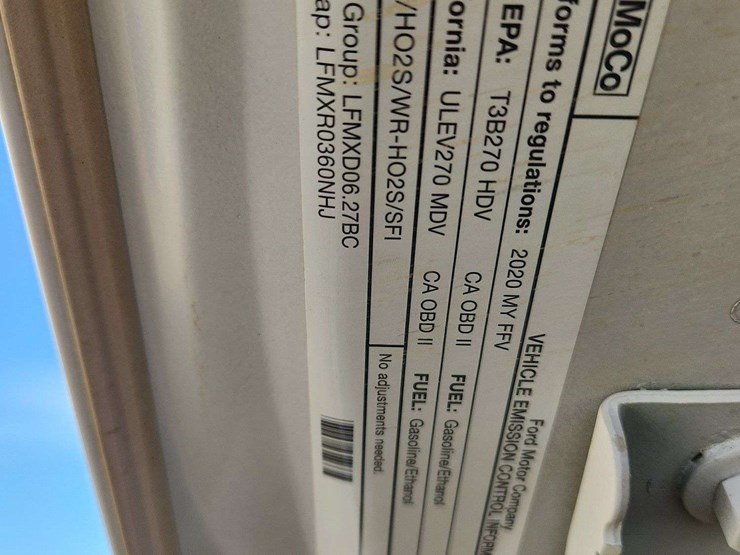 MoCo
Ford Motor Company
VEHICLE EMISSION CONTROL INFORM
forms to regulations: 2020 MY FFV
EPA: T3B270 HDV CA OBD II FUEL: Gasoline/Ethanol
ornia: ULEV270 MDV CA OBD II FUEL: Gasoline/Ethanol
/HO2S/WR-HO2S/SFI No adjustments needed.
Group: LFMXD06.27BC
ap: LFMXR0360NHJ